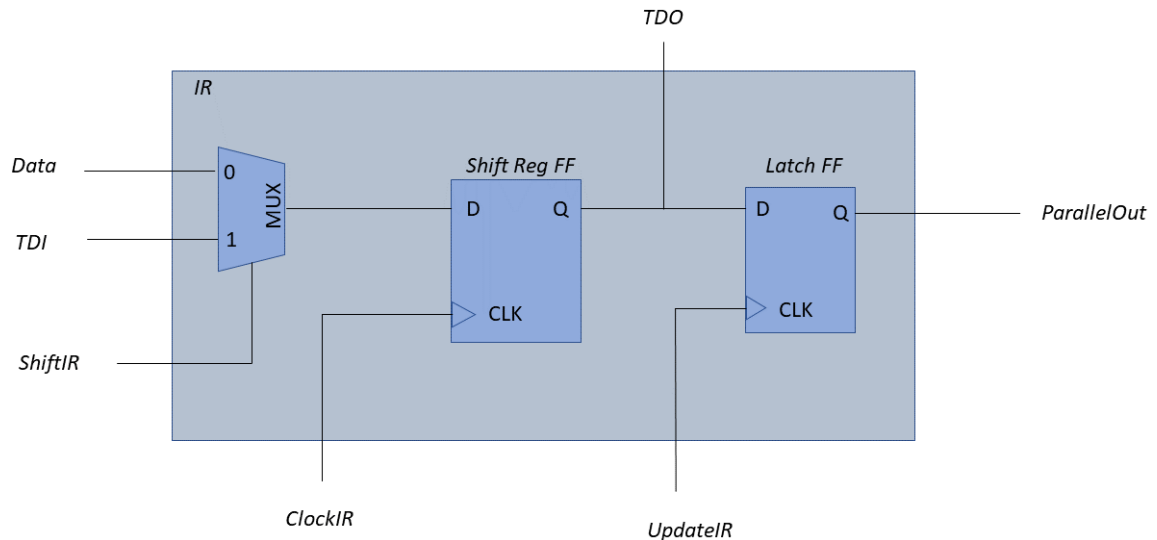 TDO
IR
Data
0
Shift Reg FF
Latch FF
MUX
D
Q
D
Q
ParallelOut
TDI
1
CLK
CLK
ShiftIR
ClockIR
UpdateIR